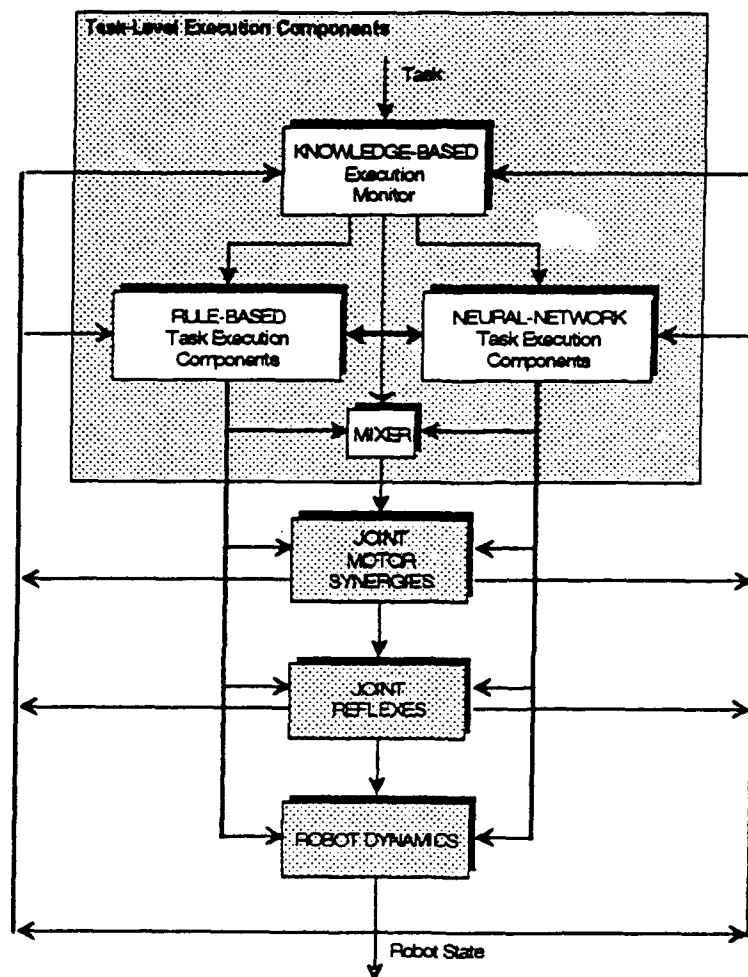 Task-Level Execution Components
Task
KNOWLEDGE-BASED
Execution
Monitor
RULE-BASED
Task Execution
Components
NEURAL-NETWORK
Task Execution
Components
MIXER
JOINT
MOTOR
SYNERGIES
JOINT
REFLEXES
ROBOT DYNAMICS
Robot State